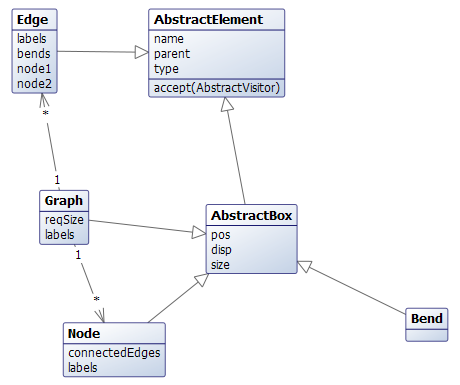 Edge
labels
bends
node1
node2
AbstractElement
name
parent
type
accept(AbstractVisitor)
*
1
Graph
reqSize
labels
1
*
AbstractBox
pos
disp
size
Node
connectedEdges
labels
Bend